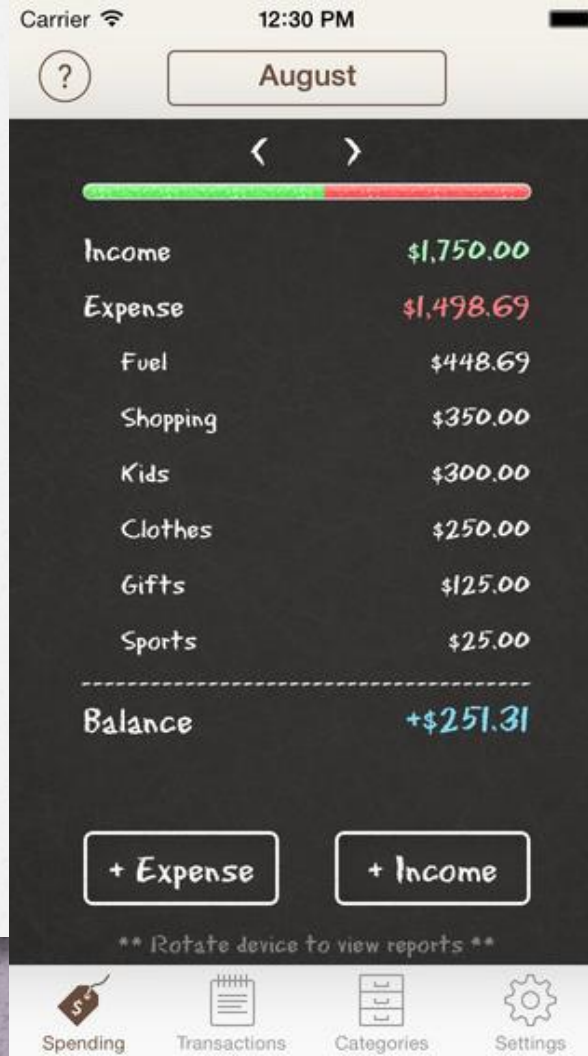 Carrier 12:30 PM
? August
< >
Income $1,750.00
Expense $1,498.69
Fuel $448.69
Shopping $350.00
Kids $300.00
Clothes $250.00
Gifts $125.00
Sports $25.00
Balance +$251.31
+ Expense + Income
** Rotate device to view reports **
$
Spending Transactions Categories Settings